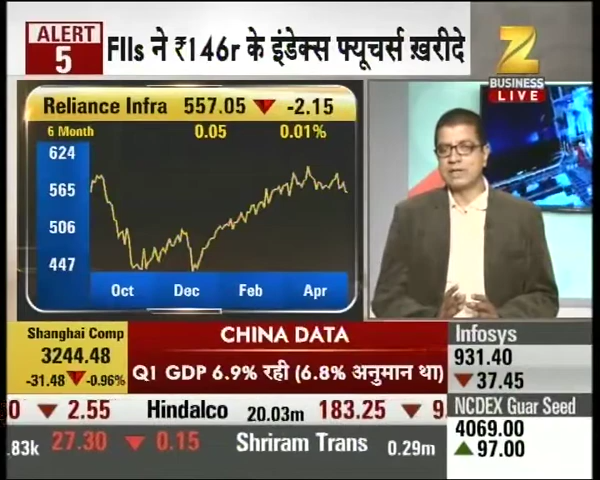 ALERT
5
FIIs ने ₹146r के इंडेक्स फ्यूचर्स ख़रीदे
Z
BUSINESS
LIVE
Reliance Infra 557.05 -2.15
6 Month 0.05 0.01%
624
565
506
447
Oct Dec Feb Apr
Shanghai Comp
3244.48
-31.48 -0.96%
CHINA DATA
Q1 GDP 6.9% रही (6.8% अनुमान था)
Infosys
931.40
37.45
NCDEX Guar Seed
4069.00
97.00
0 2.55 Hindalco 20.03m 183.25 9
.83k 27.30 0.15 Shriram Trans 0.29m